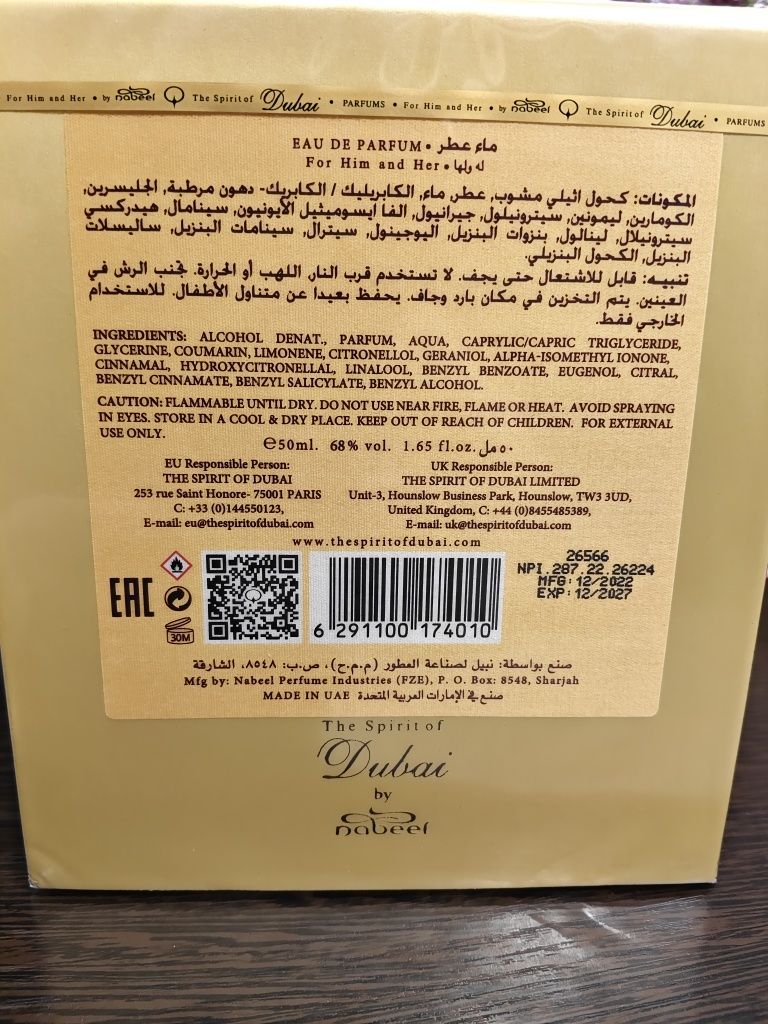 For Him and Her • by nabeel The Spirit of Dubai • PARFUMS • For Him and Her • by nabeel The Spirit of Dubai • PARFUMS
EAU DE PARFUM • ماء عطر
For Him and Her • له ولها
المكونات: كحول اثيلي مشوب, عطر, ماء, الكابريليك / الكابريك- دهون مرطبة, الجليسرين,
الكومارين, ليمونين, سيترونيلول, جيرانيول, الفا ايسوميثيل الأيونيون, سينامال, هيدركسي
سيترونيلال, لينالول, بنزوات البنزيل, اليوجينول, سيترال, سينامات البنزيل, ساليسلات
البنزيل, الكحول البنزيلي.
تنبيه: قابل للاشتعال حتى يجف. لا تستخدم قرب النار, اللهب أو الحرارة. تجنب الرش في
العينين. يتم التخزين في مكان بارد وجاف. يحفظ بعيدا عن متناول الأطفال. للاستخدام
الخارجي فقط.
INGREDIENTS: ALCOHOL DENAT., PARFUM, AQUA, CAPRYLIC/CAPRIC TRIGLYCERIDE,
GLYCERINE, COUMARIN, LIMONENE, CITRONELLOL, GERANIOL, ALPHA-ISOMETHYL IONONE,
CINNAMAL, HYDROXYCITRONELLAL, LINALOOL, BENZYL BENZOATE, EUGENOL, CITRAL,
BENZYL CINNAMATE, BENZYL SALICYLATE, BENZYL ALCOHOL.
CAUTION: FLAMMABLE UNTIL DRY. DO NOT USE NEAR FIRE, FLAME OR HEAT. AVOID SPRAYING
IN EYES. STORE IN A COOL & DRY PLACE. KEEP OUT OF REACH OF CHILDREN. FOR EXTERNAL
USE ONLY.
℮50ml. 68% vol. 1.65 fl.oz. ٥٠ مل
EU Responsible Person:
THE SPIRIT OF DUBAI
253 rue Saint Honore- 75001 PARIS
C: +33 (0)144550123,
E-mail: eu@thespiritofdubai.com
UK Responsible Person:
THE SPIRIT OF DUBAI LIMITED
Unit-3, Hounslow Business Park, Hounslow, TW3 3UD,
United Kingdom, C: +44 (0)8455485389,
E-mail: uk@thespiritofdubai.com
www.thespiritofdubai.com
EAC
30M
6 291100 174010
26566
NPI.287.22.26224
MFG:12/2022
EXP:12/2027
صنع بواسطة: نبيل لصناعة العطور (م.م.ح)، ص.ب: ٨٥٤٨، الشارقة
Mfg by: Nabeel Perfume Industries (FZE), P. O. Box: 8548, Sharjah
MADE IN UAE صنع في الإمارات العربية المتحدة
The Spirit of
Dubai
by
nabeel